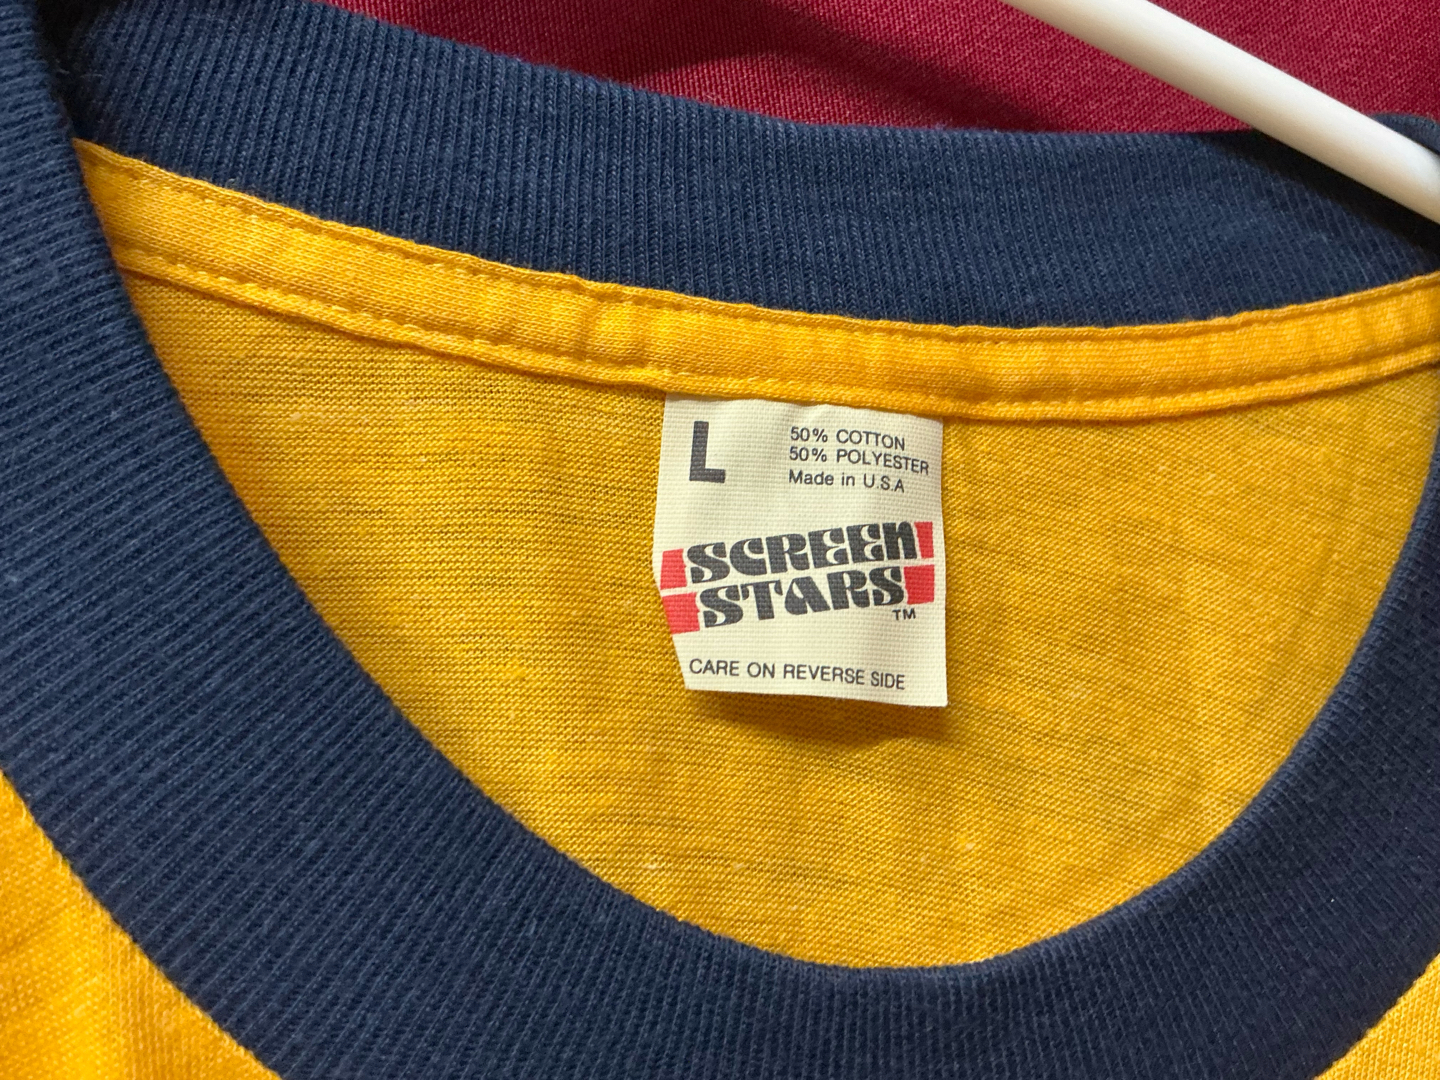 L
50% COTTON
50% POLYESTER
Made in U.S.A
SCREEN
STARS
TM
CARE ON REVERSE SIDE